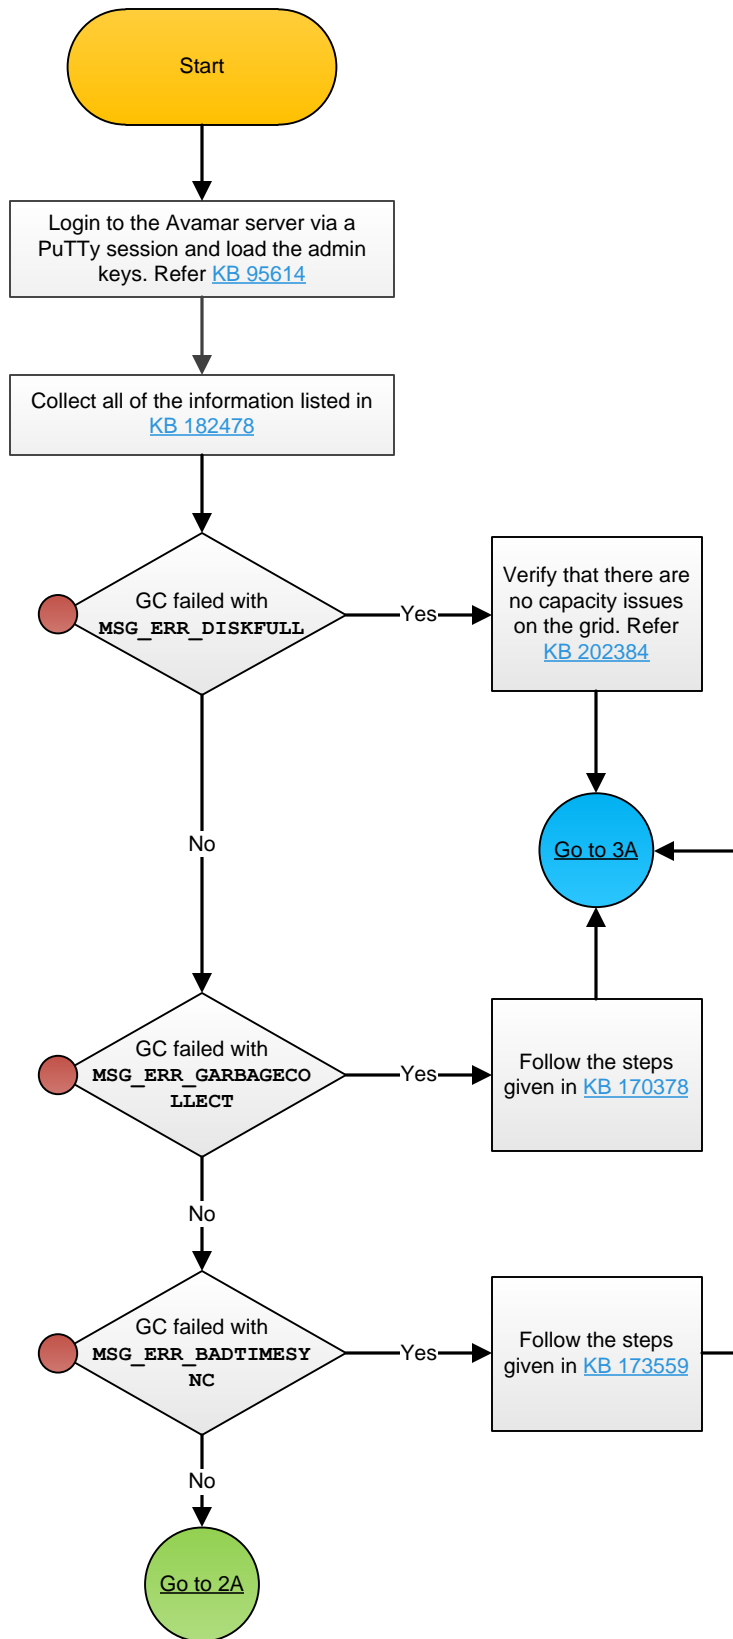 Start
Login to the Avamar server via a
PuTTy session and load the admin
keys. Refer KB 95614
Collect all of the information listed in
KB 182478
GC failed with
MSG_ERR_DISKFULL
Yes
Verify that there are
no capacity issues
on the grid. Refer
KB 202384
No
Go to 3A
GC failed with
MSG_ERR_GARBAGECO
LLECT
Yes
Follow the steps
given in KB 170378
No
GC failed with
MSG_ERR_BADTIMESY
NC
Yes
Follow the steps
given in KB 173559
No
Go to 2A